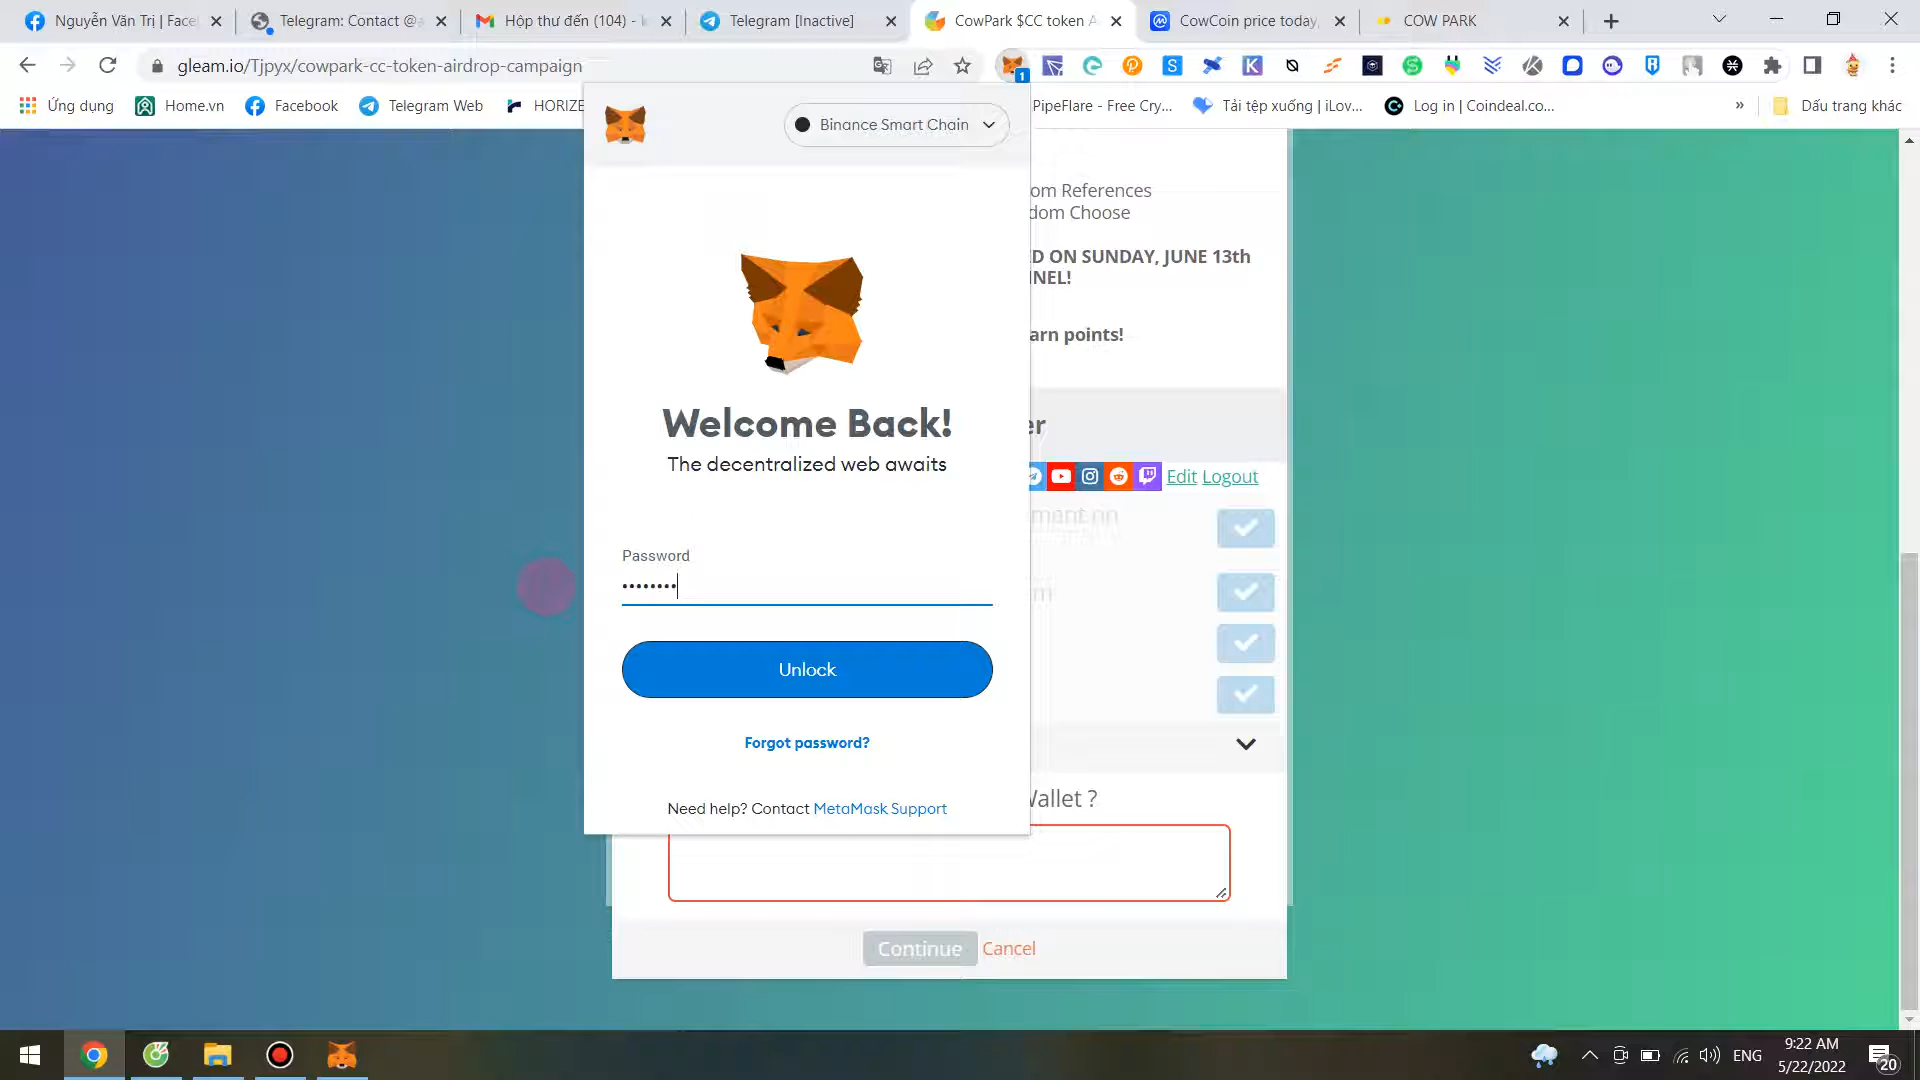 Nguyễn Văn Trị | Face
Telegram: Contact @a
Hộp thư đến (104) -
Telegram [Inactive]
CowPark $CC token A
CowCoin price today,
COW PARK
gleam.io/Tjpyx/cowpark-cc-token-airdrop-campaign
1
Ứng dụng
Home.vn
Facebook
Telegram Web
HORIZE
PipeFlare - Free Cry...
Tải tệp xuống | iLov...
Log in | Coindeal.co...
»
Dấu trang khác
Binance Smart Chain
om References
dom Choose
D ON SUNDAY, JUNE 13th
NEL!
arn points!
Welcome Back!
The decentralized web awaits
er
Edit Logout
Password
••••••••
Unlock
Forgot password?
Need help? Contact MetaMask Support
Wallet ?
Continue
Cancel
ENG
9:22 AM
5/22/2022
20